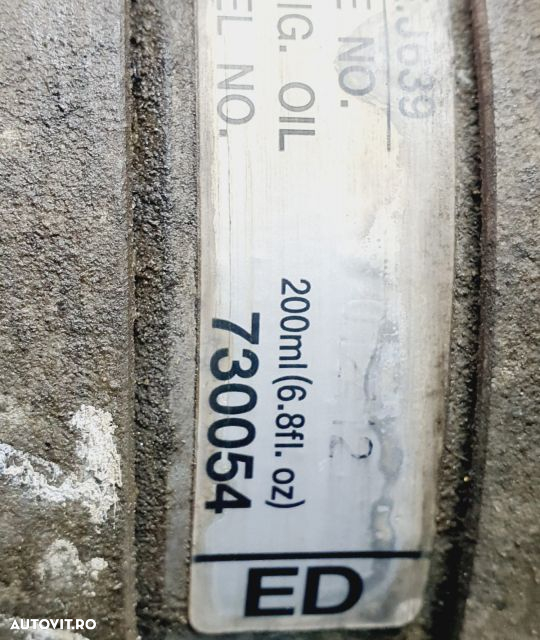 J639
E NO.
IG. OIL 200ml (6.8fl. oz)
EL NO. 730054
ED
AUTOVIT.RO